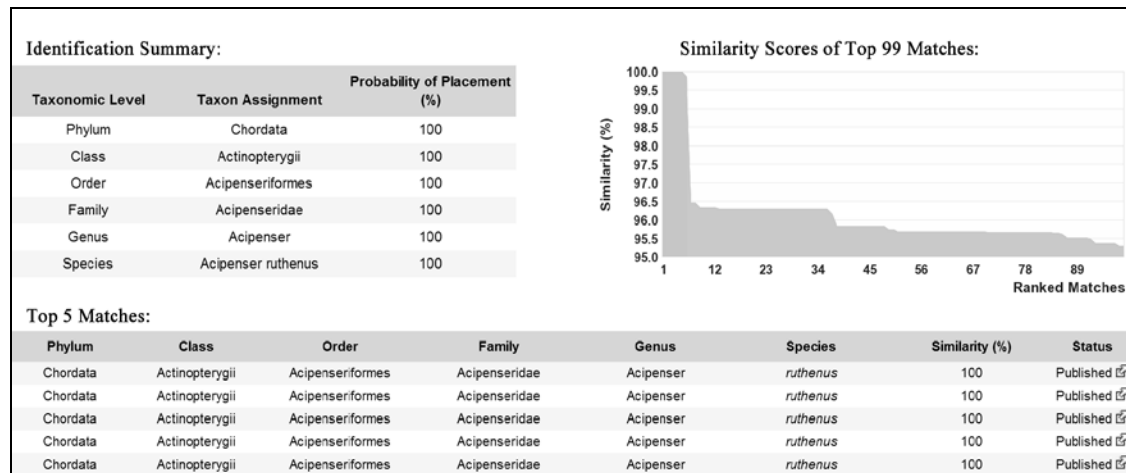 Identification Summary:
Taxonomic Level Taxon Assignment Probability of Placement (%)
Phylum Chordata 100
Class Actinopterygii 100
Order Acipenseriformes 100
Family Acipenseridae 100
Genus Acipenser 100
Species Acipenser ruthenus 100
Similarity Scores of Top 99 Matches:
Similarity (%)
100.0
99.5
99.0
98.5
98.0
97.5
97.0
96.5
96.0
95.5
95.0
1 12 23 34 45 56 67 78 89
Ranked Matches
Top 5 Matches:
Phylum Class Order Family Genus Species Similarity (%) Status
Chordata Actinopterygii Acipenseriformes Acipenseridae Acipenser ruthenus 100 Published
Chordata Actinopterygii Acipenseriformes Acipenseridae Acipenser ruthenus 100 Published
Chordata Actinopterygii Acipenseriformes Acipenseridae Acipenser ruthenus 100 Published
Chordata Actinopterygii Acipenseriformes Acipenseridae Acipenser ruthenus 100 Published
Chordata Actinopterygii Acipenseriformes Acipenseridae Acipenser ruthenus 100 Published